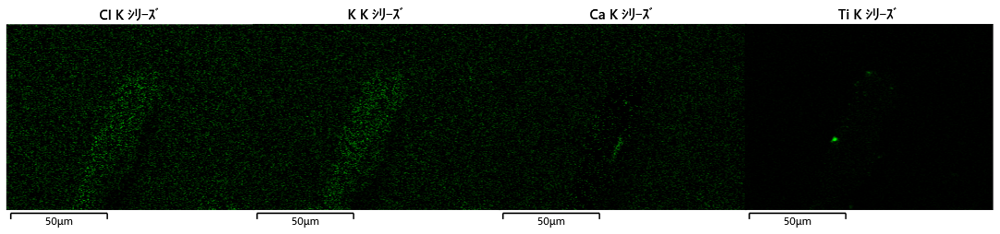 Cl K ｼﾘｰｽﾞ
K K ｼﾘｰｽﾞ
Ca K ｼﾘｰｽﾞ
Ti K ｼﾘｰｽﾞ
50µm
50µm
50µm
50µm